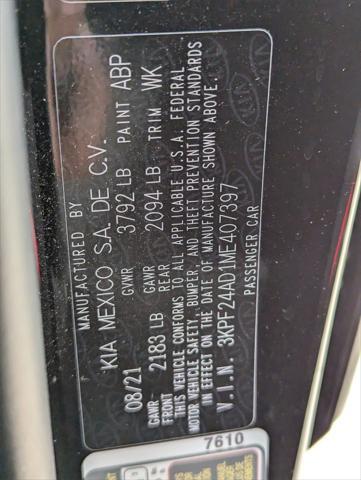 MANUFACTURED BY
KIA MEXICO S.A. DE C.V.
08/21 GVWR 3792 LB PAINT ABP
GAWR FRONT 2183 LB GAWR REAR 2094 LB TRIM WK
THIS VEHICLE CONFORMS TO ALL APPLICABLE U.S.A. FEDERAL
MOTOR VEHICLE SAFETY, BUMPER, AND THEFT PREVENTION STANDARDS
IN EFFECT ON THE DATE OF MANUFACTURE SHOWN ABOVE.
V.I.N. 3KPF24AD1ME407397
PASSENGER CAR
7610